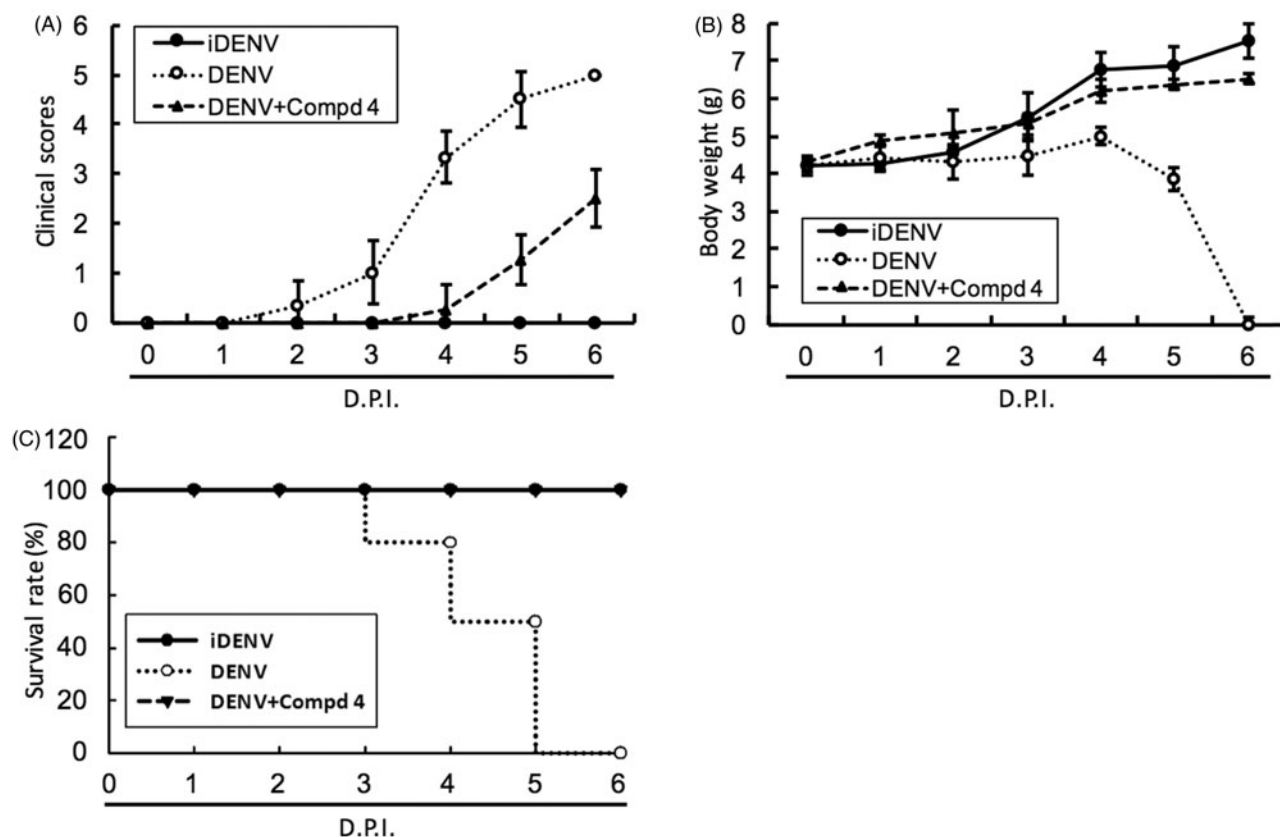 (A)
Clinical scores
6
5
4
3
2
1
0
iDENV
DENV
DENV+Compd 4
0 1 2 3 4 5 6
D.P.I.
(B)
Body weight (g)
8
7
6
5
4
3
2
1
0
iDENV
DENV
DENV+Compd 4
0 1 2 3 4 5 6
D.P.I.
(C)
Survival rate (%)
120
100
80
60
40
20
0
iDENV
DENV
DENV+Compd 4
0 1 2 3 4 5 6
D.P.I.